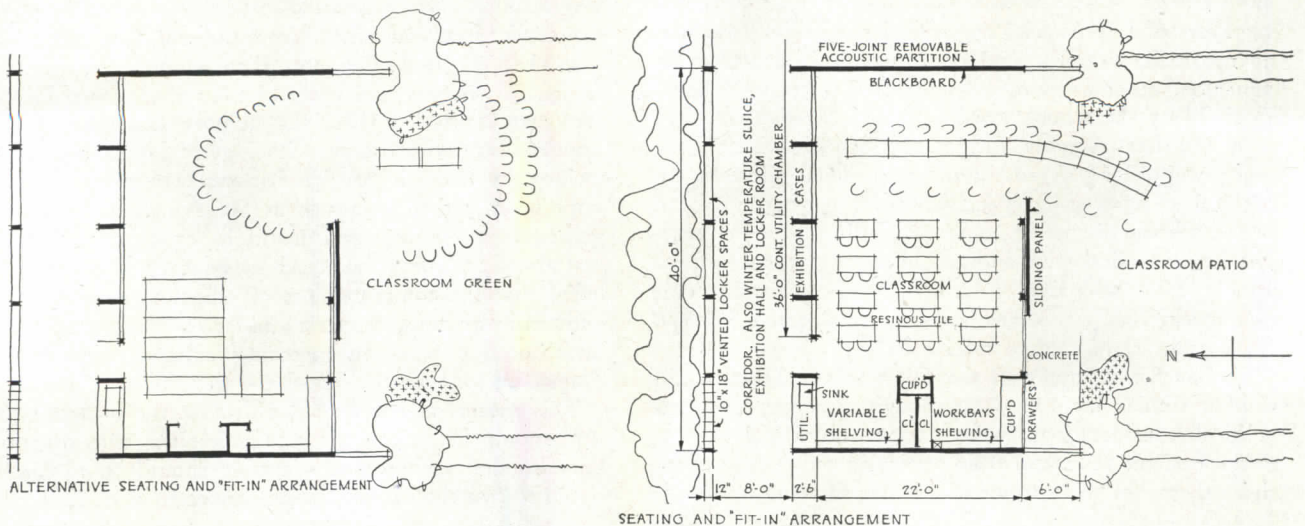 CLASSROOM GREEN
ALTERNATIVE SEATING AND "FIT-IN" ARRANGEMENT
FIVE-JOINT REMOVABLE
ACCOUSTIC PARTITION
BLACKBOARD
40'-0"
10"x18" VENTED LOCKER SPACES
CORRIDOR. ALSO WINTER TEMPERATURE SLUICE,
EXHIBITION HALL AND LOCKER ROOM
36'-0" CONT. UTILITY CHAMBER
EXHIBITION CASES
CLASSROOM
RESINOUS TILE
SLIDING PANEL
CLASSROOM PATIO
CONCRETE
N
UTIL.
SINK
VARIABLE
SHELVING
CUP'D
CL
CL
WORKBAYS
SHELVING
CUP'D
DRAWERS
12"
8'-0"
2'-6"
22'-0"
6'-0"
SEATING AND "FIT-IN" ARRANGEMENT